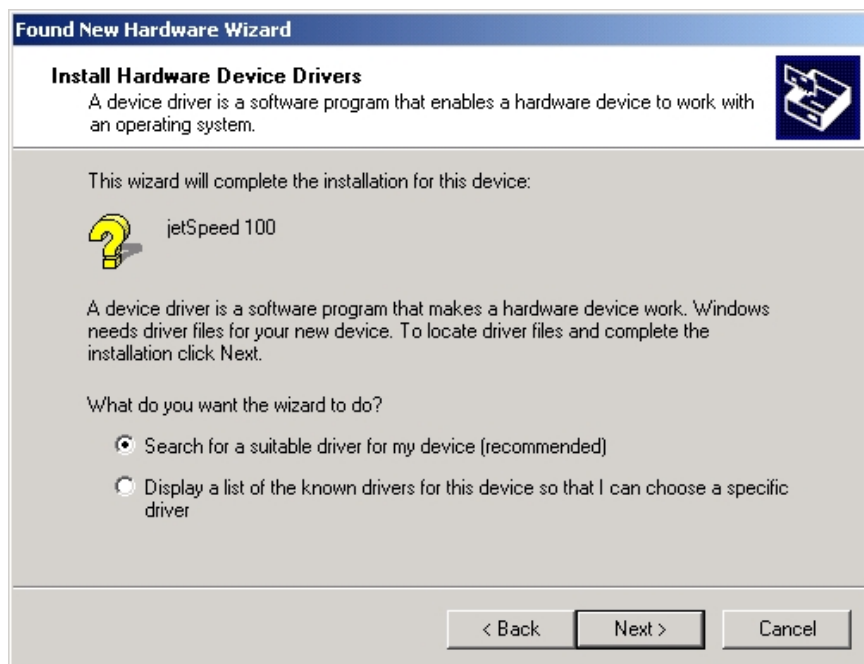 Found New Hardware Wizard
Install Hardware Device Drivers
A device driver is a software program that enables a hardware device to work with
an operating system.
This wizard will complete the installation for this device:
jetSpeed 100
A device driver is a software program that makes a hardware device work. Windows
needs driver files for your new device. To locate driver files and complete the
installation click Next.
What do you want the wizard to do?
Search for a suitable driver for my device (recommended)
Display a list of the known drivers for this device so that I can choose a specific
driver
< Back
Next >
Cancel